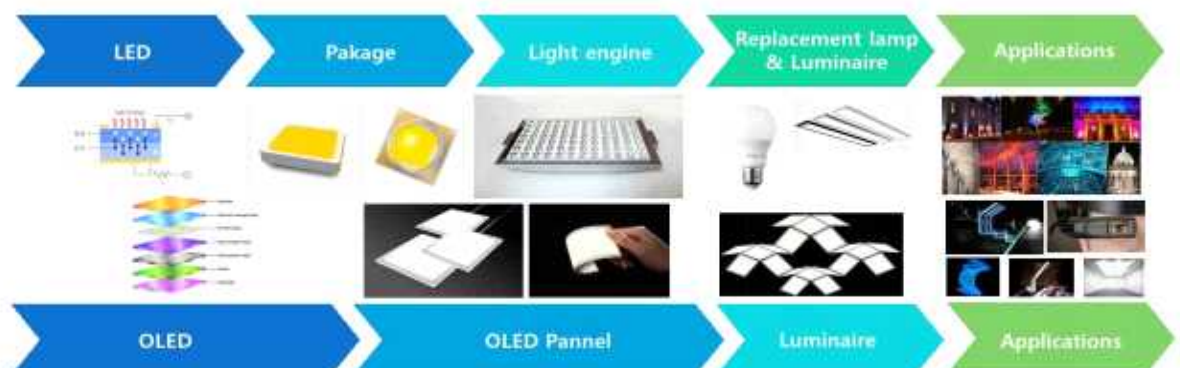 LED
Pakage
Light engine
Replacement lamp
& Luminaire
Applications
OLED
OLED Pannel
Luminaire
Applications